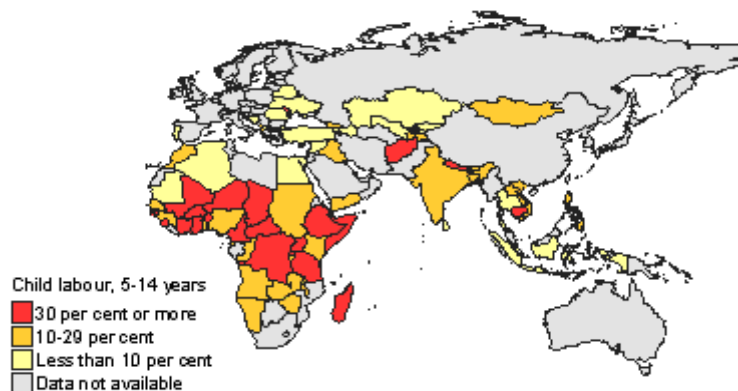 Child labour, 5-14 years
30 per cent or more
10-29 per cent
Less than 10 per cent
Data not available